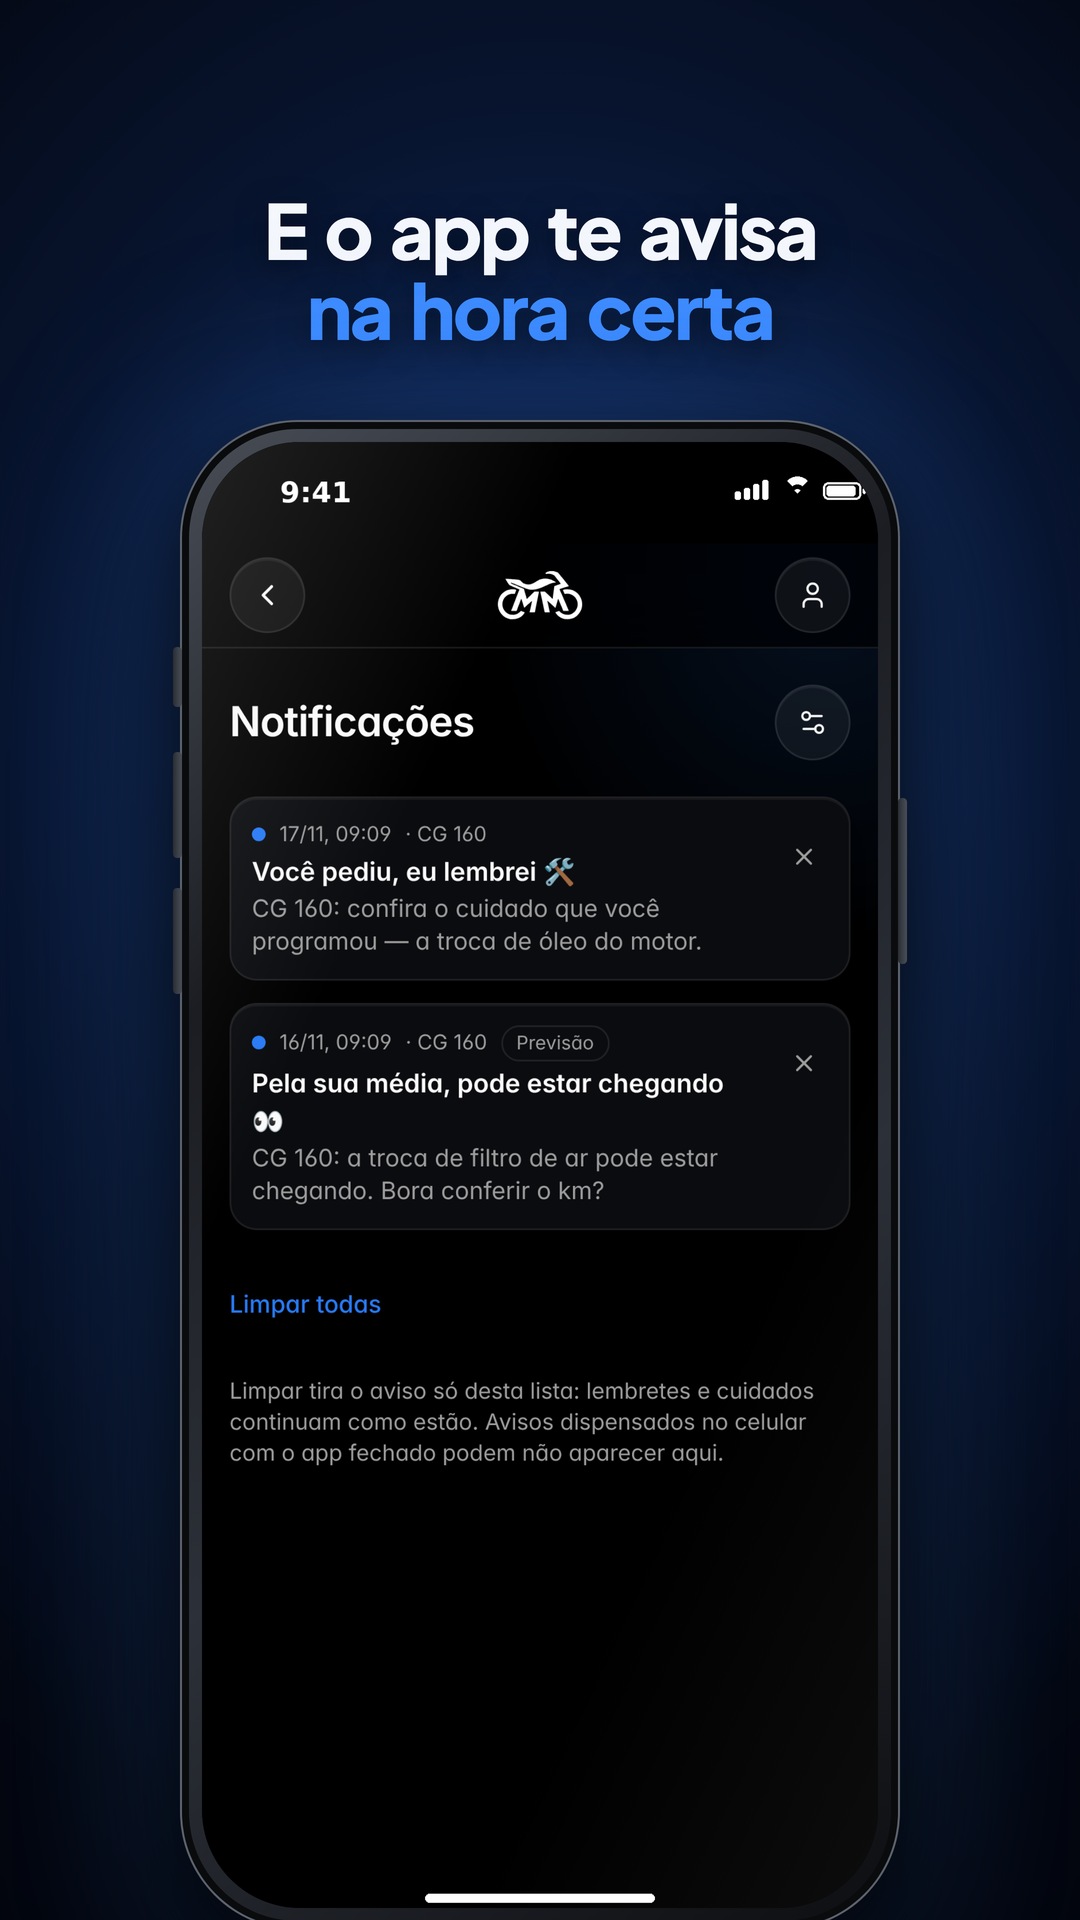 E o app te avisa
na hora certa
9:41
MM
Notificações
17/11, 09:09 · CG 160
Você pediu, eu lembrei 🛠️
CG 160: confira o cuidado que você
programou — a troca de óleo do motor.
16/11, 09:09 · CG 160 Previsão
Pela sua média, pode estar chegando
👀
CG 160: a troca de filtro de ar pode estar
chegando. Bora conferir o km?
Limpar todas
Limpar tira o aviso só desta lista: lembretes e cuidados
continuam como estão. Avisos dispensados no celular
com o app fechado podem não aparecer aqui.